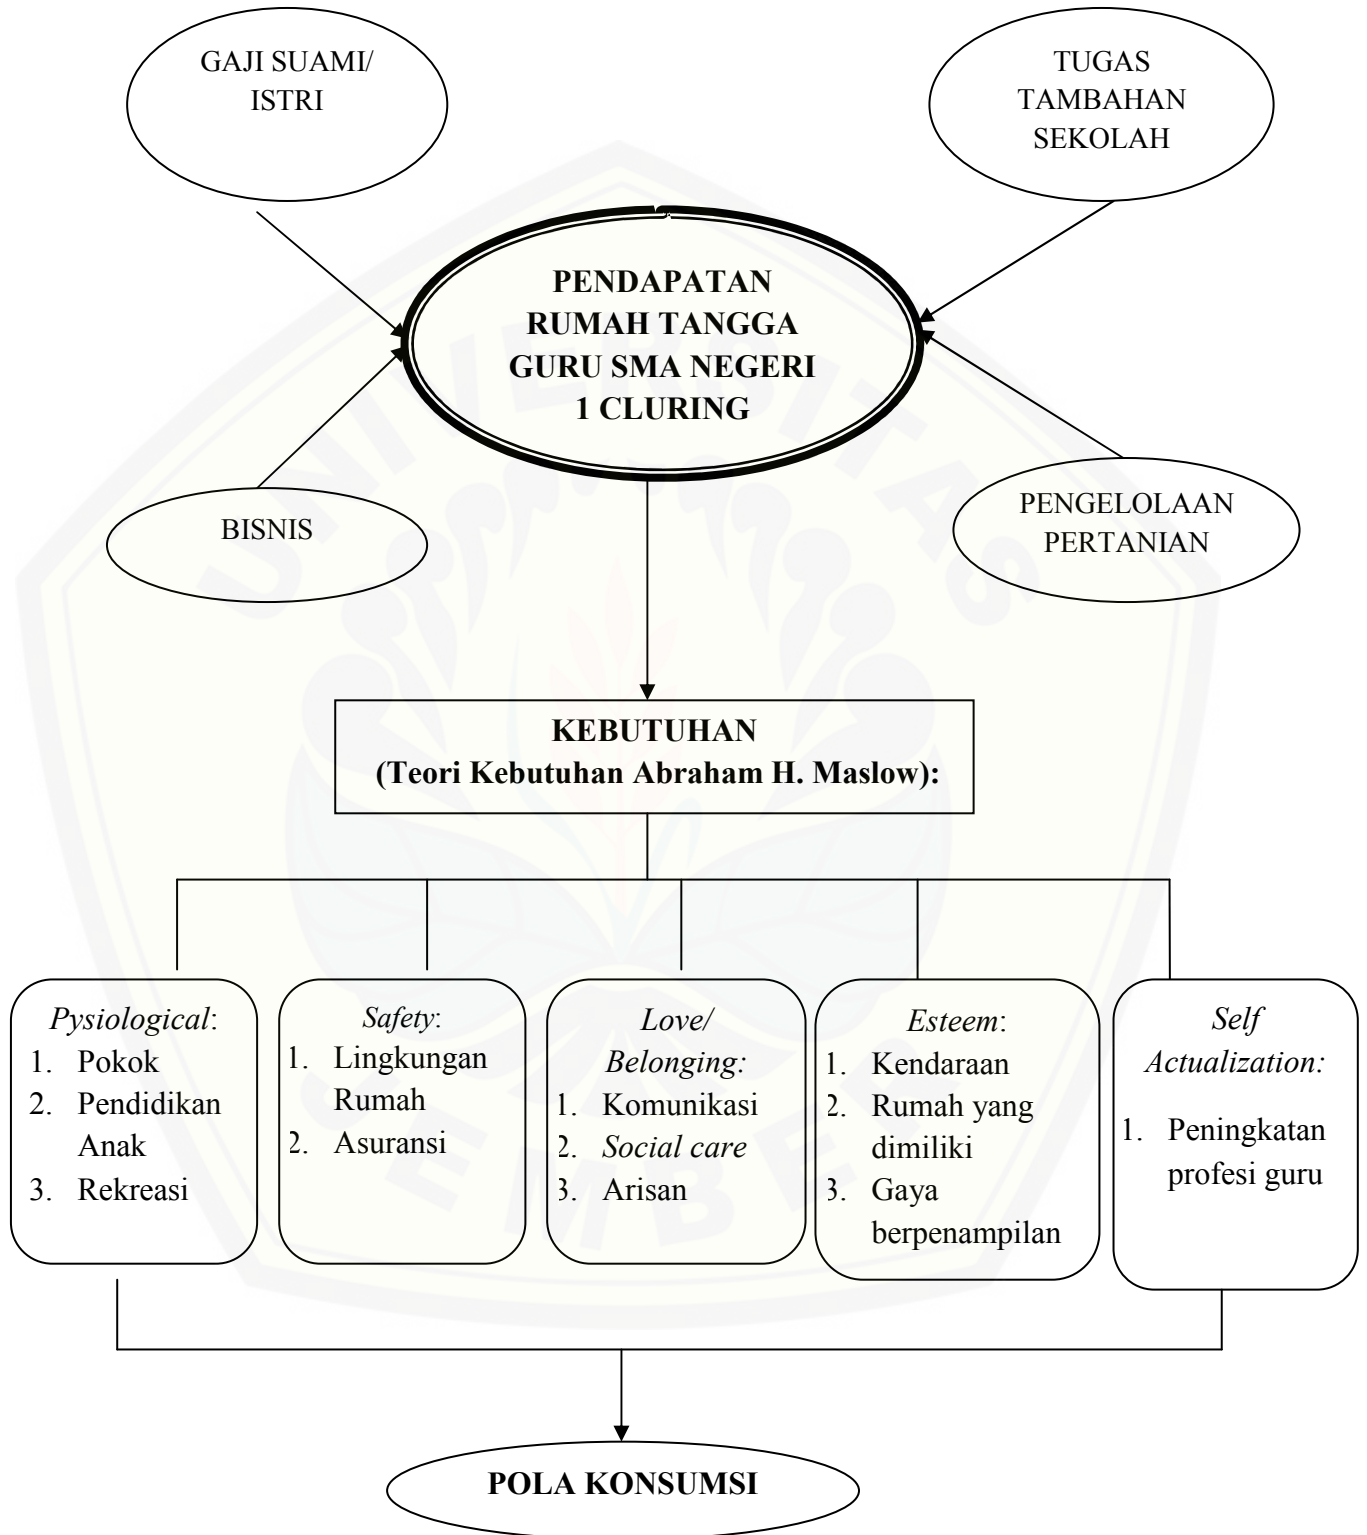 GAJI SUAMI/
ISTRI
TUGAS
TAMBAHAN
SEKOLAH
PENDAPATAN
RUMAH TANGGA
GURU SMA NEGERI
1 CLURING
BISNIS
PENGELOLAAN
PERTANIAN
UNIVERSITAS
KEBUTUHAN
(Teori Kebutuhan Abraham H. Maslow):
Pysiological:
1. Pokok
2. Pendidikan
Anak
3. Rekreasi
Safety:
1. Lingkungan
Rumah
2. Asuransi
Love/
Belonging:
1. Komunikasi
2. Social care
3. Arisan
Esteem:
1. Kendaraan
2. Rumah yang
dimiliki
3. Gaya
berpenampilan
Self
Actualization:
1. Peningkatan
profesi guru
JEMBER
POLA KONSUMSI